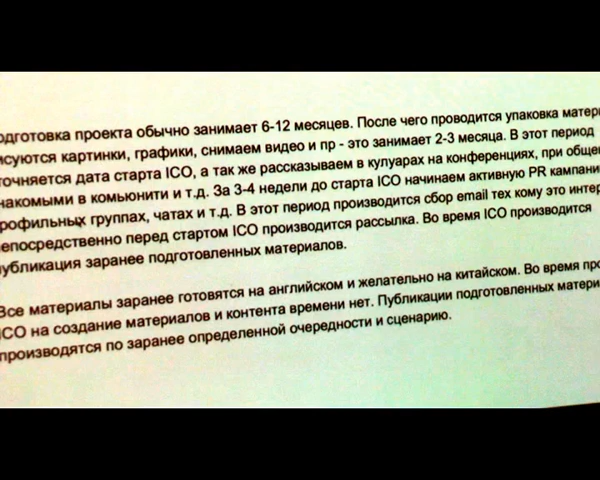 одготовка проекта обычно занимает 6-12 месяцев. После чего проводится упаковка матери
исуются картинки, графики, снимаем видео и пр - это занимает 2-3 месяца. В этот период
точняется дата старта ICO, а так же рассказываем в кулуарах на конференциях, при обще
накомыми в комьюнити и т.д. За 3-4 недели до старта ICO начинаем активную PR кампани
рофильных группах, чатах и т.д. В этот период производится сбор email тех кому это интер
епосредственно перед стартом ICO производится рассылка. Во время ICO производится
убликация заранее подготовленных материалов.
Все материалы заранее готовятся на английском и желательно на китайском. Во время про
ICO на создание материалов и контента времени нет. Публикации подготовленных матери
производятся по заранее определенной очередности и сценарию.